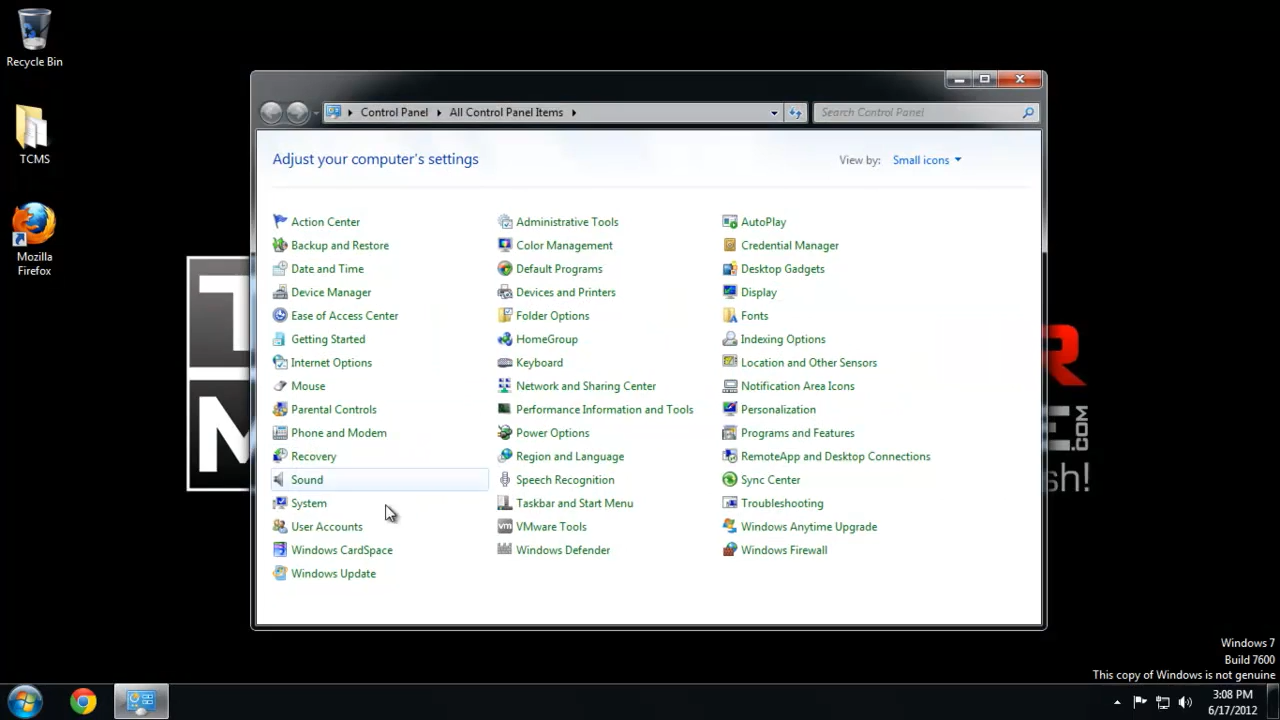 Recycle Bin
TCMS
Mozilla
Firefox
Control Panel
All Control Panel Items
Search Control Panel
Adjust your computer's settings
View by:
Small icons
Action Center
Administrative Tools
AutoPlay
Backup and Restore
Color Management
Credential Manager
Date and Time
Default Programs
Desktop Gadgets
Device Manager
Devices and Printers
Display
Ease of Access Center
Folder Options
Fonts
Getting Started
HomeGroup
Indexing Options
Internet Options
Keyboard
Location and Other Sensors
Mouse
Network and Sharing Center
Notification Area Icons
Parental Controls
Performance Information and Tools
Personalization
Phone and Modem
Power Options
Programs and Features
Recovery
Region and Language
RemoteApp and Desktop Connections
Sound
Speech Recognition
Sync Center
System
Taskbar and Start Menu
Troubleshooting
User Accounts
VMware Tools
Windows Anytime Upgrade
Windows CardSpace
Windows Defender
Windows Firewall
Windows Update
.COM
Windows 7
Build 7600
This copy of Windows is not genuine
3:08 PM
6/17/2012